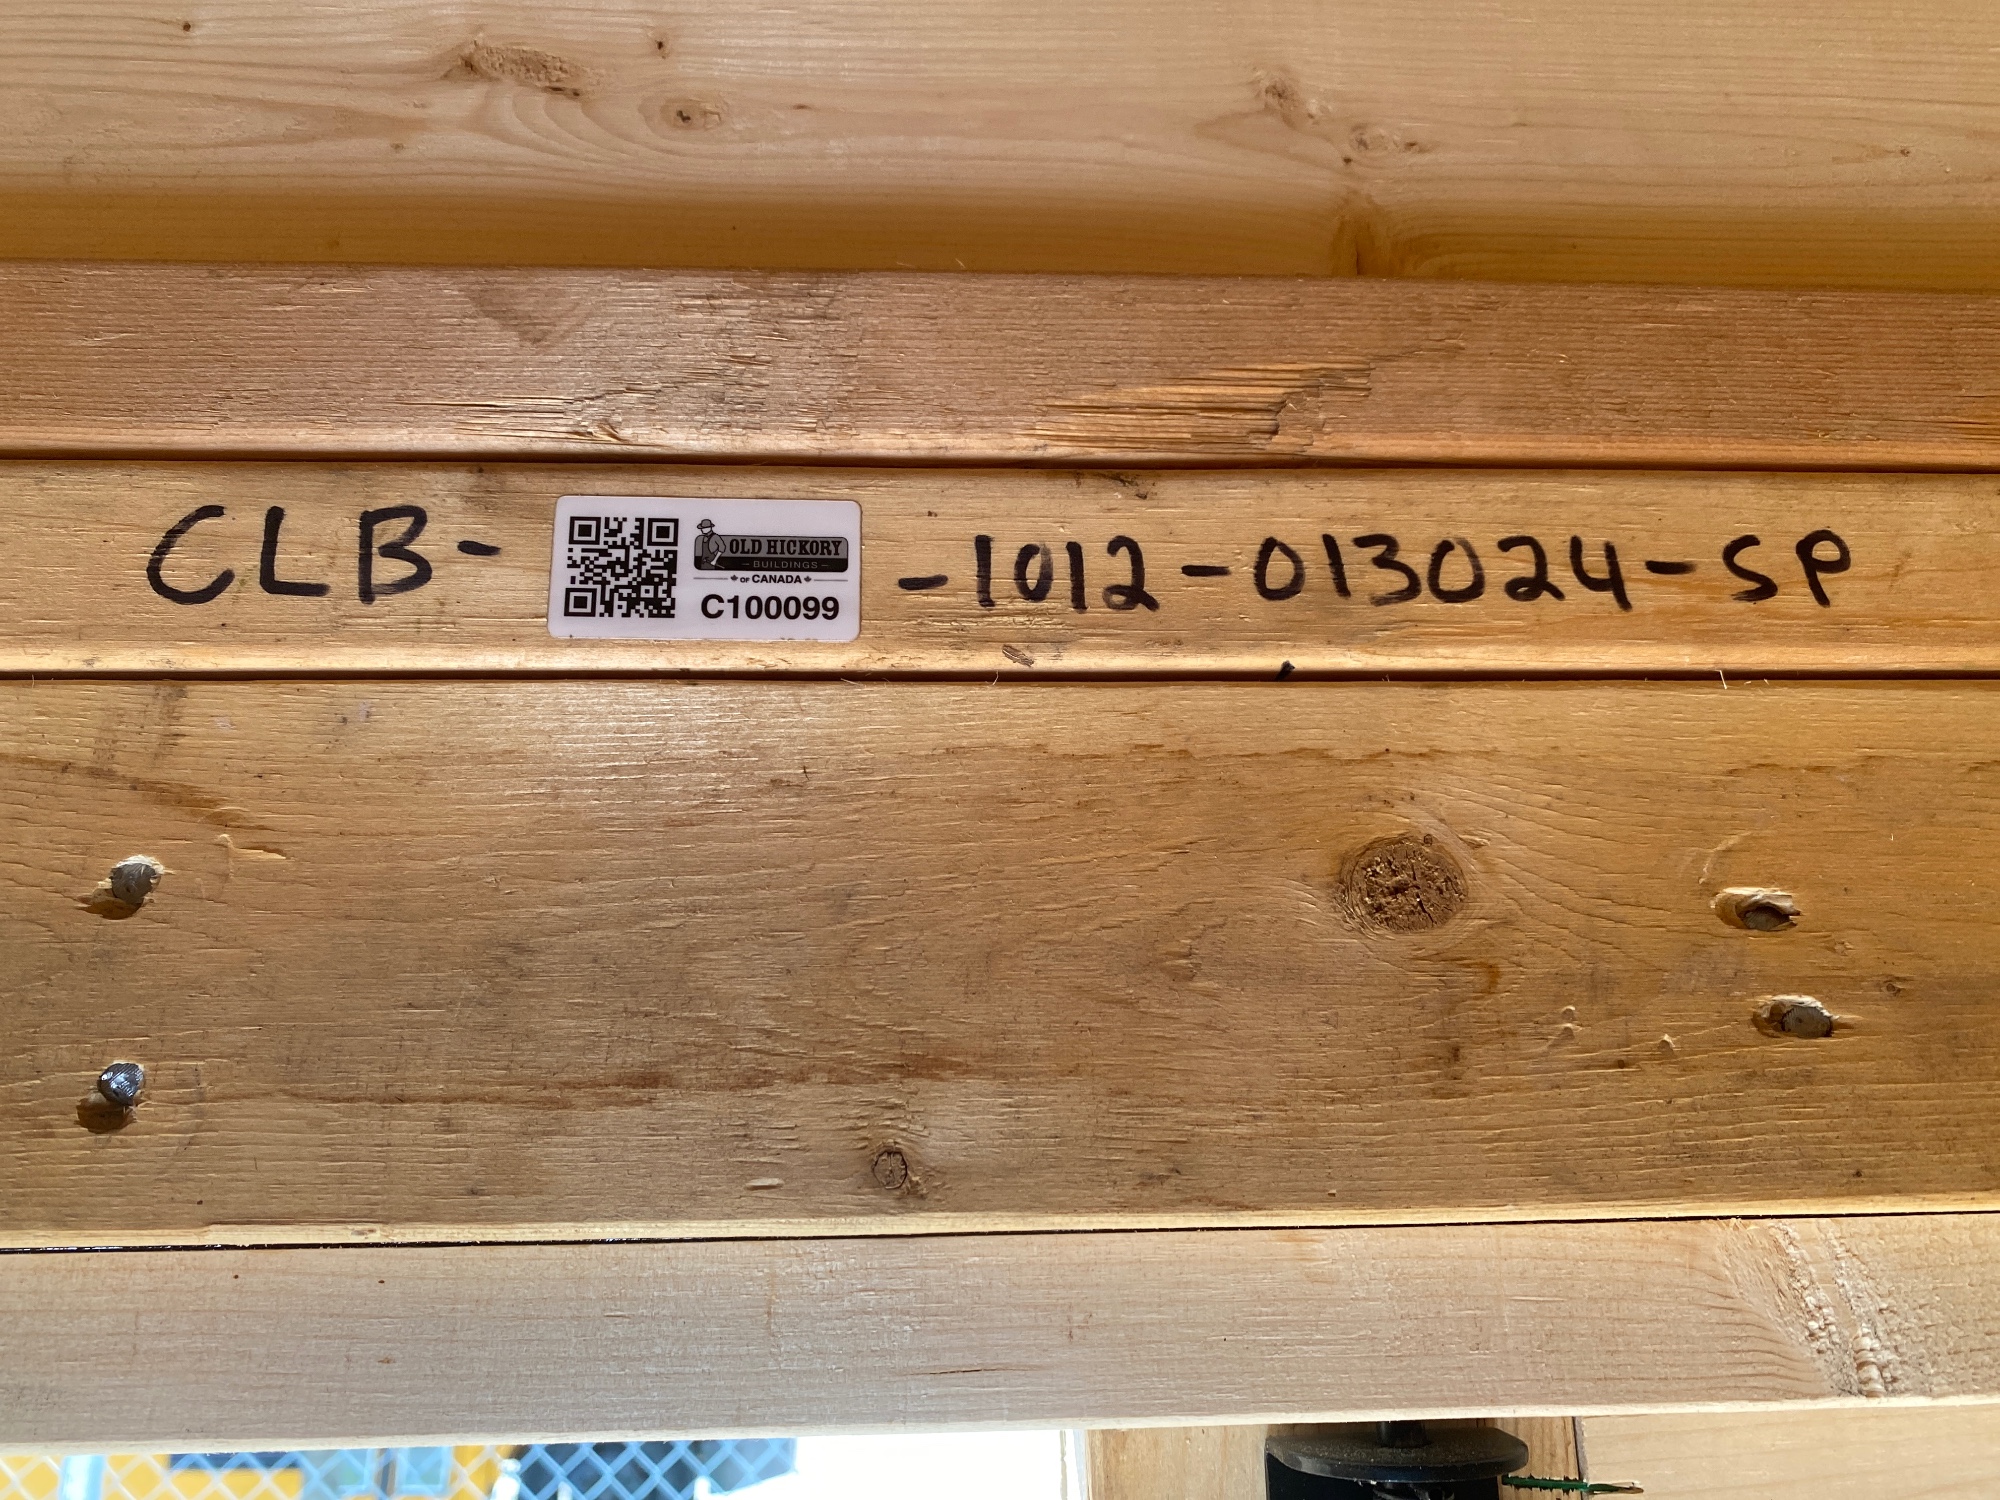 CLB- OLD HICKORY -1012-013024-SP
BUILDINGS
OF CANADA
C100099